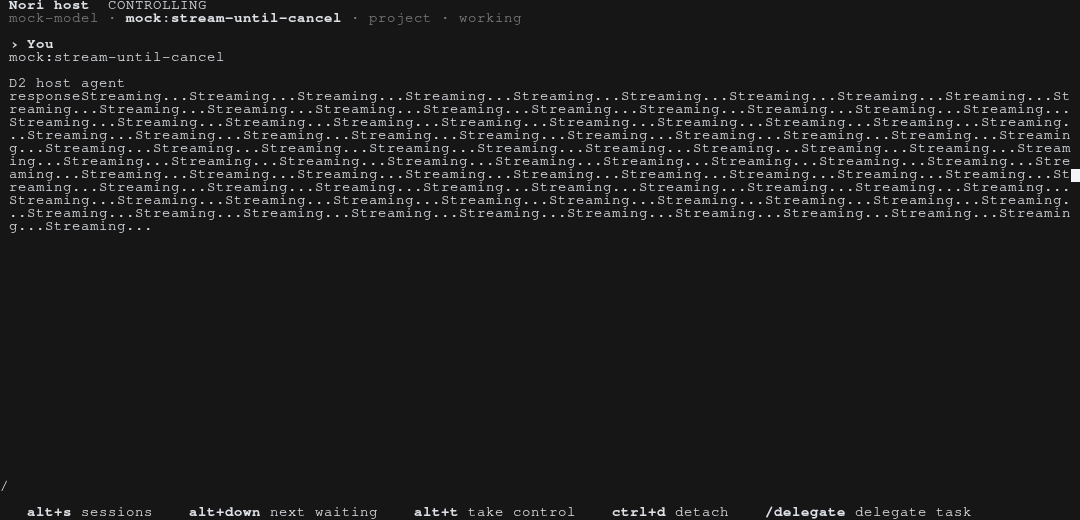 Nori host  CONTROLLING
mock-model · mock:stream-until-cancel · project · working
› You
mock:stream-until-cancel
D2 host agent
responseStreaming...Streaming...Streaming...Streaming...Streaming...Streaming...Streaming...Streaming...Streaming...St
reaming...Streaming...Streaming...Streaming...Streaming...Streaming...Streaming...Streaming...Streaming...Streaming...
Streaming...Streaming...Streaming...Streaming...Streaming...Streaming...Streaming...Streaming...Streaming...Streaming.
..Streaming...Streaming...Streaming...Streaming...Streaming...Streaming...Streaming...Streaming...Streaming...Streamin
g...Streaming...Streaming...Streaming...Streaming...Streaming...Streaming...Streaming...Streaming...Streaming...Stream
ing...Streaming...Streaming...Streaming...Streaming...Streaming...Streaming...Streaming...Streaming...Streaming...Stre
aming...Streaming...Streaming...Streaming...Streaming...Streaming...Streaming...Streaming...Streaming...Streaming...St
reaming...Streaming...Streaming...Streaming...Streaming...Streaming...Streaming...Streaming...Streaming...Streaming...
Streaming...Streaming...Streaming...Streaming...Streaming...Streaming...Streaming...Streaming...Streaming...Streaming.
..Streaming...Streaming...Streaming...Streaming...Streaming...Streaming...Streaming...Streaming...Streaming...Streamin
g...Streaming...
/
alt+s sessions    alt+down next waiting    alt+t take control    ctrl+d detach    /delegate delegate task